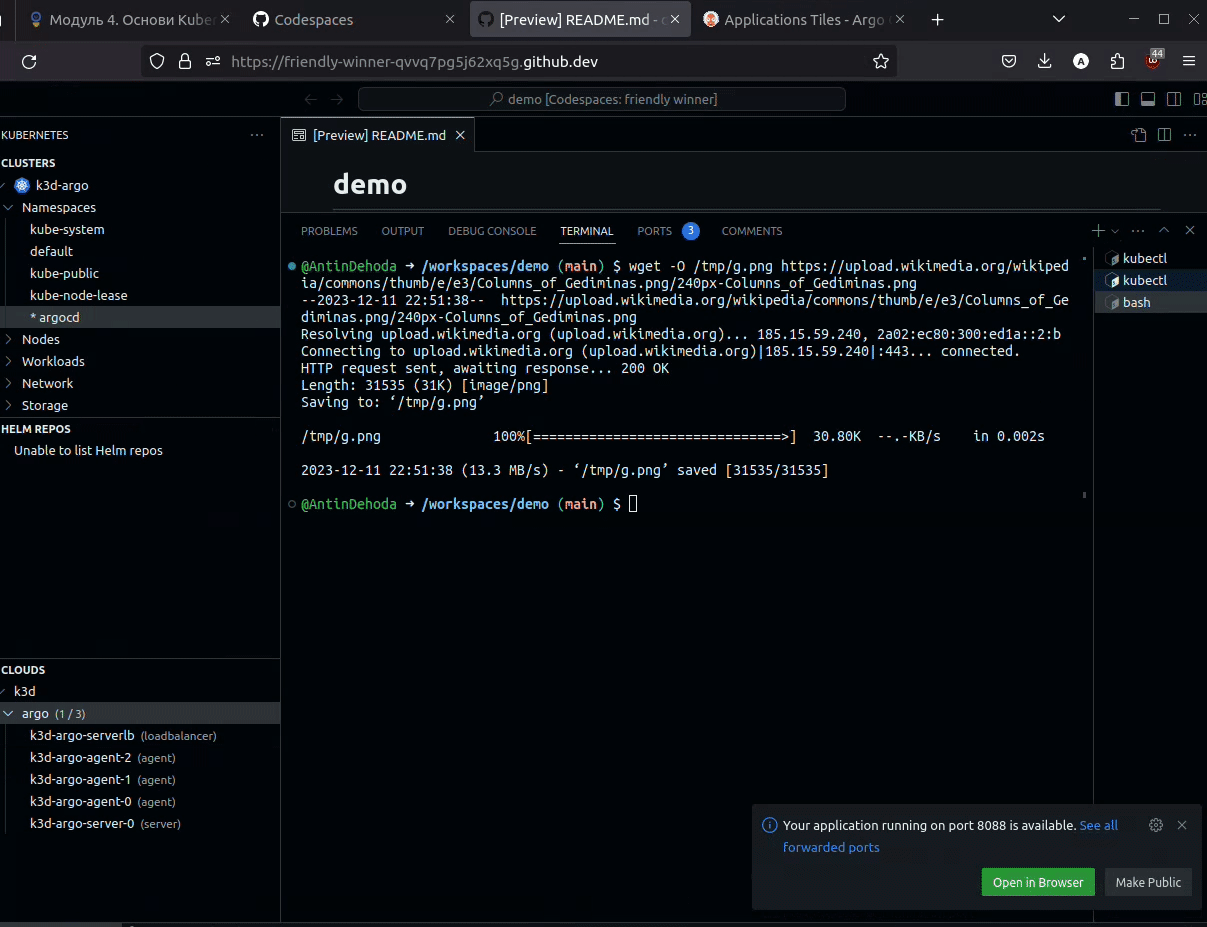 Модуль 4. Основи Kuber
Codespaces
[Preview] README.md - c
Applications Tiles - Argo
https://friendly-winner-qvvq7pg5j62xq5g.github.dev
A
44
demo [Codespaces: friendly winner]
KUBERNETES
CLUSTERS
k3d-argo
Namespaces
kube-system
default
kube-public
kube-node-lease
* argocd
Nodes
Workloads
Network
Storage
HELM REPOS
Unable to list Helm repos
CLOUDS
k3d
argo (1 / 3)
k3d-argo-serverlb (loadbalancer)
k3d-argo-agent-2 (agent)
k3d-argo-agent-1 (agent)
k3d-argo-agent-0 (agent)
k3d-argo-server-0 (server)
[Preview] README.md
demo
PROBLEMS OUTPUT DEBUG CONSOLE TERMINAL PORTS 3 COMMENTS
@AntinDehoda ➜ /workspaces/demo (main) $ wget -O /tmp/g.png https://upload.wikimedia.org/wikiped
ia/commons/thumb/e/e3/Columns_of_Gediminas.png/240px-Columns_of_Gediminas.png
--2023-12-11 22:51:38-- https://upload.wikimedia.org/wikipedia/commons/thumb/e/e3/Columns_of_Ge
diminas.png/240px-Columns_of_Gediminas.png
Resolving upload.wikimedia.org (upload.wikimedia.org)... 185.15.59.240, 2a02:ec80:300:ed1a::2:b
Connecting to upload.wikimedia.org (upload.wikimedia.org)|185.15.59.240|:443... connected.
HTTP request sent, awaiting response... 200 OK
Length: 31535 (31K) [image/png]
Saving to: ‘/tmp/g.png’
/tmp/g.png 100%[===============================>] 30.80K --.-KB/s in 0.002s
2023-12-11 22:51:38 (13.3 MB/s) - ‘/tmp/g.png’ saved [31535/31535]
@AntinDehoda ➜ /workspaces/demo (main) $
kubectl
kubectl
bash
Your application running on port 8088 is available. See all
forwarded ports
Open in Browser
Make Public